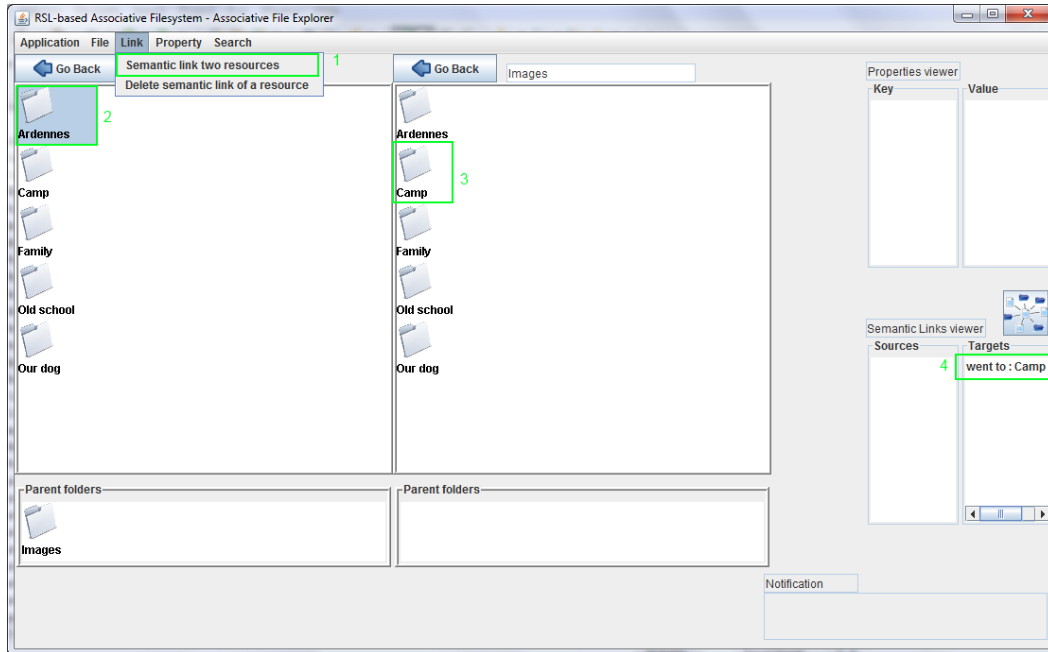 RSL-based Associative Filesystem - Associative File Explorer
Application File Link Property Search
Go Back
Semantic link two resources
1
Delete semantic link of a resource
Go Back
Images
Ardennes
2
Camp
Family
Old school
Our dog
Ardennes
Camp
3
Family
Old school
Our dog
Parent folders
Images
Parent folders
Properties viewer
Key
Value
Semantic Links viewer
Sources
Targets
4
went to : Camp
Notification